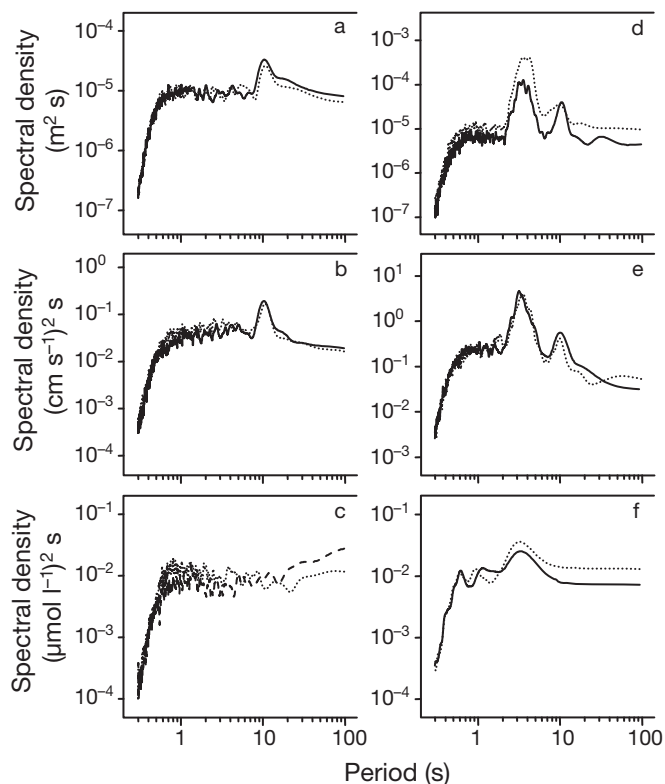 a
Spectral density
(m² s)
10⁻⁴
10⁻⁵
10⁻⁶
10⁻⁷
d
10⁻³
10⁻⁴
10⁻⁵
10⁻⁶
10⁻⁷
b
Spectral density
(cm s⁻¹)² s
10⁰
10⁻¹
10⁻²
10⁻³
10⁻⁴
e
10¹
10⁰
10⁻¹
10⁻²
10⁻³
c
Spectral density
(µmol l⁻¹)² s
10⁻¹
10⁻²
10⁻³
10⁻⁴
1 10 100
f
10⁻¹
10⁻²
10⁻³
10⁻⁴
1 10 100
Period (s)